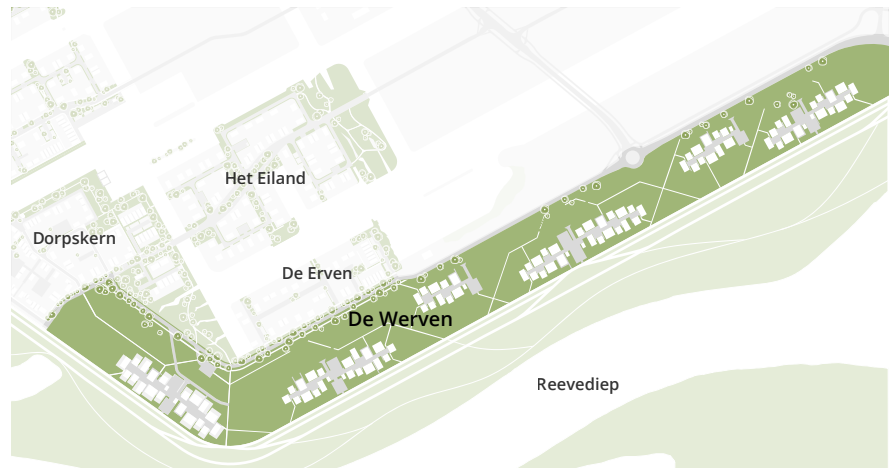 Het Eiland
Dorpskern
De Erven
De Werven
Reevediep